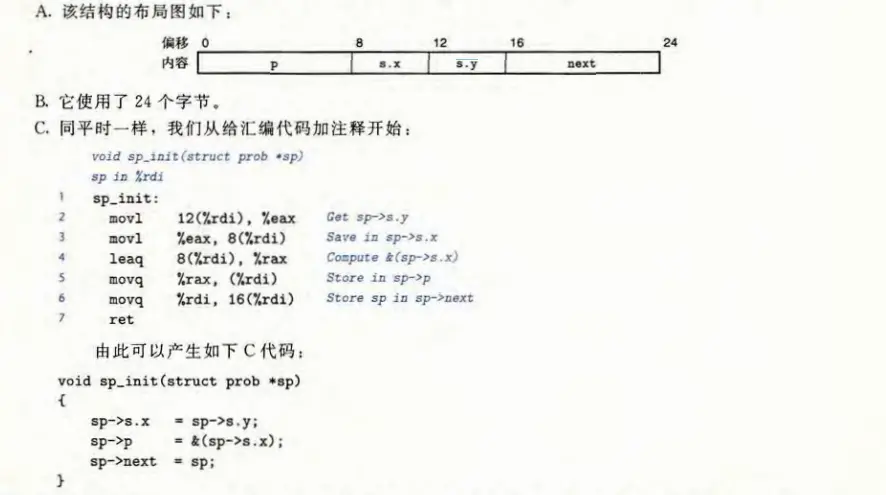 A. 该结构的布局图如下：
偏移 0 8 12 16 24
内容 p s.x s.y next
B. 它使用了 24 个字节。
C. 同平时一样，我们从给汇编代码加注释开始：
void sp_init(struct prob *sp)
sp in %rdi
1 sp_init:
2 movl 12(%rdi), %eax Get sp->s.y
3 movl %eax, 8(%rdi) Save in sp->s.x
4 leaq 8(%rdi), %rax Compute &(sp->s.x)
5 movq %rax, (%rdi) Store in sp->p
6 movq %rdi, 16(%rdi) Store sp in sp->next
7 ret
由此可以产生如下 C 代码：
void sp_init(struct prob *sp)
{
sp->s.x = sp->s.y;
sp->p = &(sp->s.x);
sp->next = sp;
}